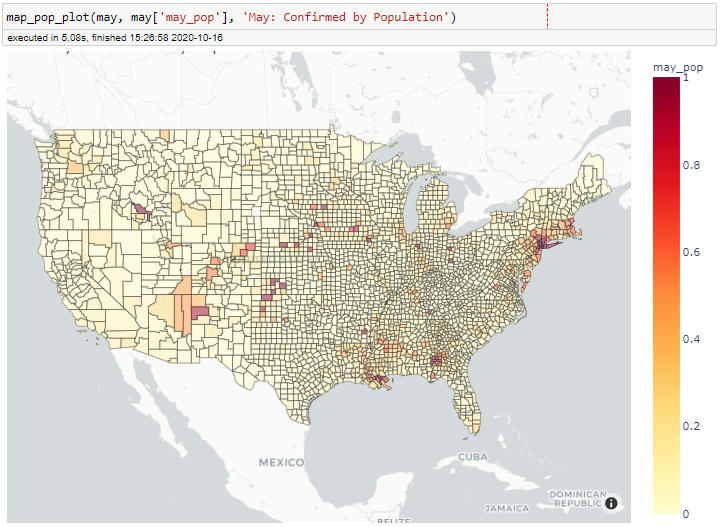 map_pop_plot(may, may['may_pop'], 'May: Confirmed by Population')
executed in 5.08s, finished 15:26:58 2020-10-16
may_pop
1
0.8
0.6
0.4
0.2
0
MEXICO
CUBA
DOMINICAN
REPUBLIC
JAMAICA
BELIZE
i